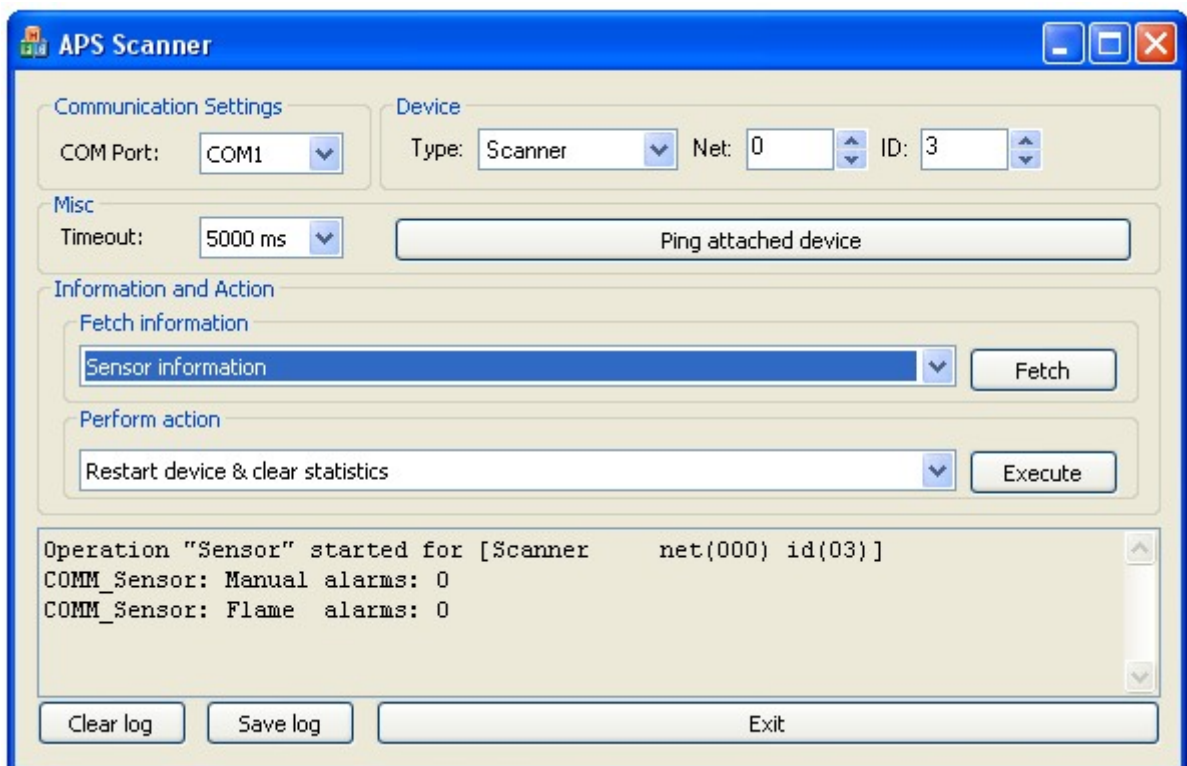 APS Scanner
Communication Settings
COM Port: COM1
Device
Type: Scanner Net: 0 ID: 3
Misc
Timeout: 5000 ms Ping attached device
Information and Action
Fetch information
Sensor information Fetch
Perform action
Restart device & clear statistics Execute
Operation "Sensor" started for [Scanner     net(000) id(03)]
COMM_Sensor: Manual alarms: 0
COMM_Sensor: Flame  alarms: 0
Clear log Save log Exit